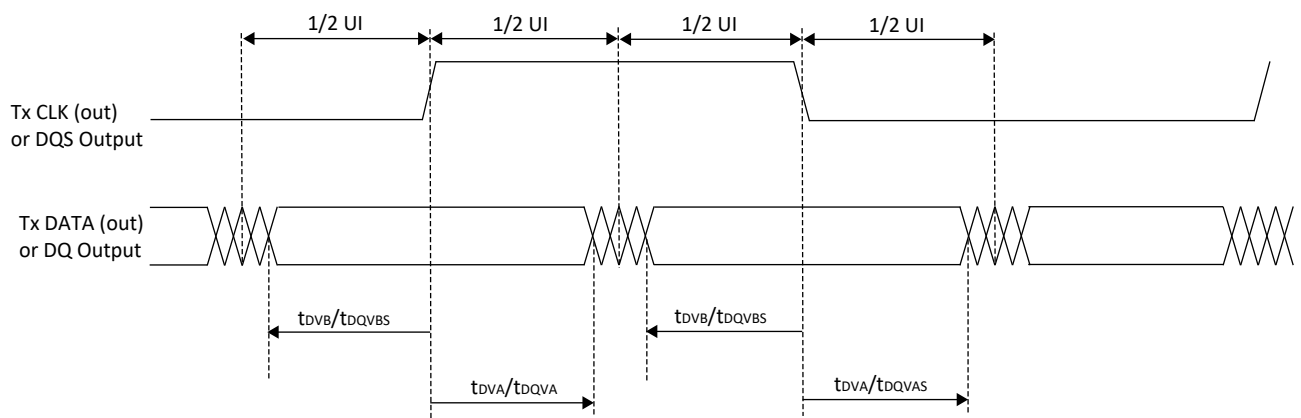 1/2 UI
1/2 UI
1/2 UI
1/2 UI
Tx CLK (out)
or DQS Output
Tx DATA (out)
or DQ Output
tDVB/tDQVBS
tDVB/tDQVBS
tDVA/tDQVA
tDVA/tDQVAS